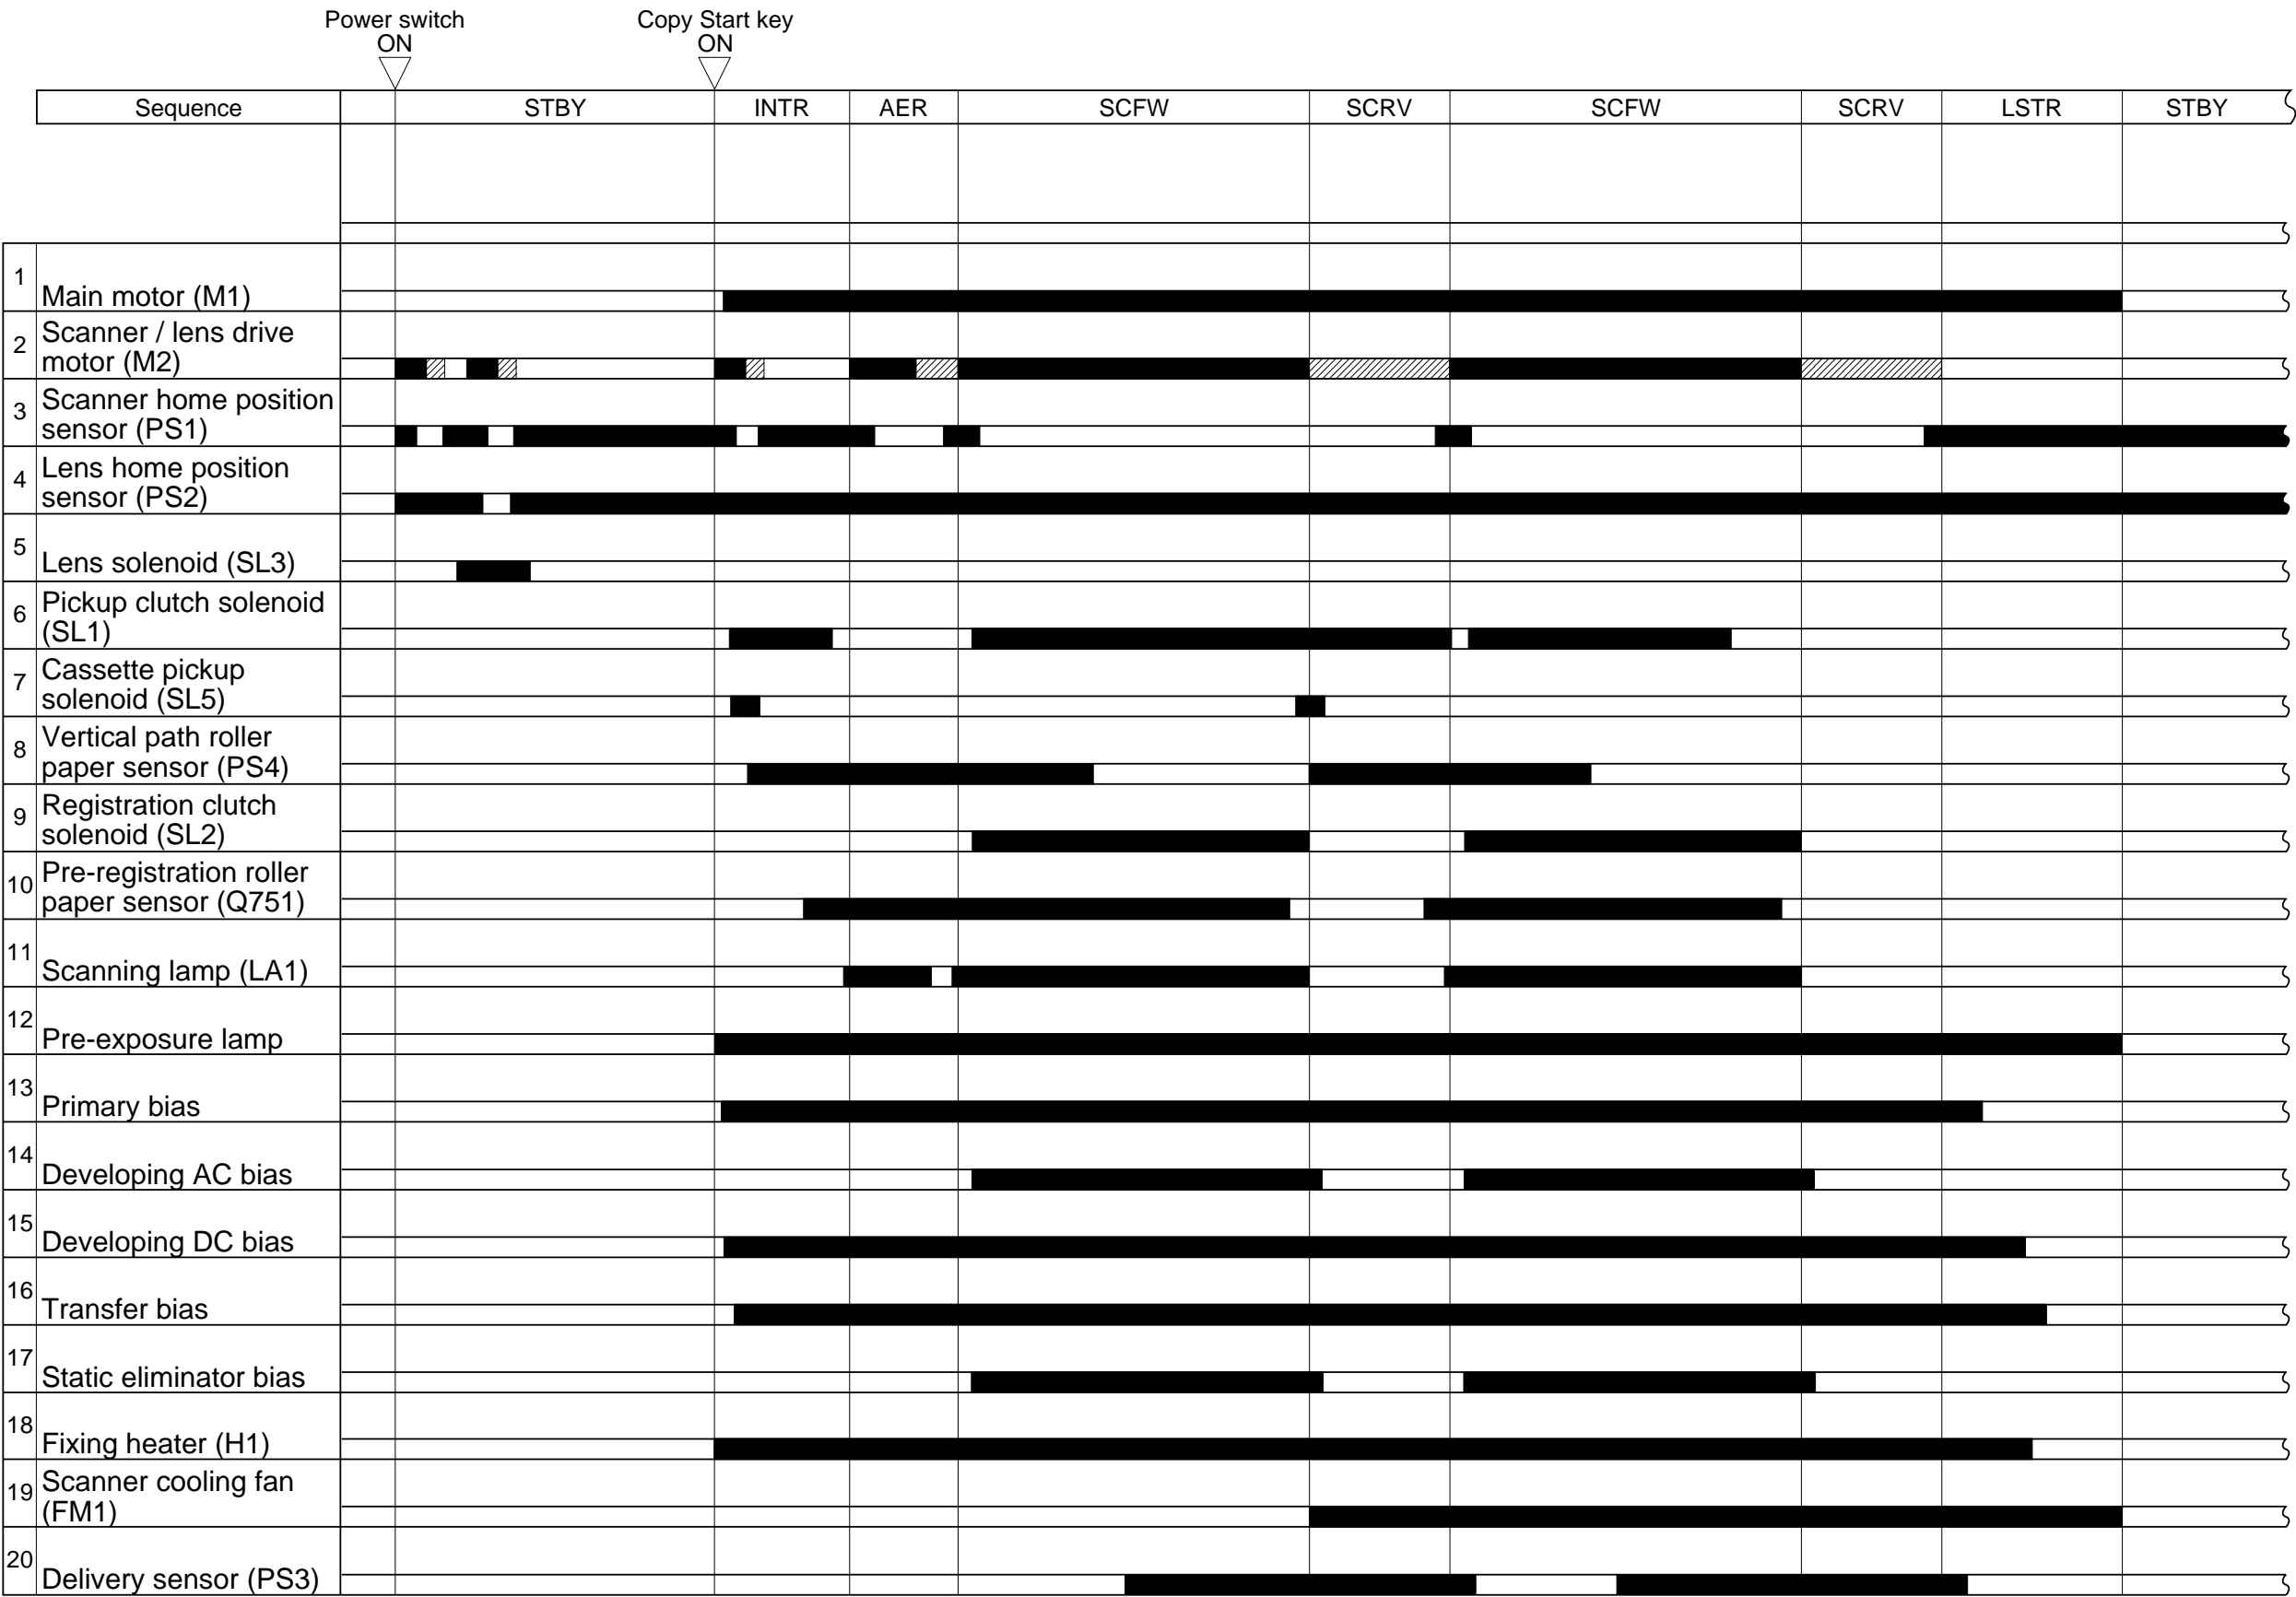 Power switch
ON
Copy Start key
ON
Sequence STBY INTR AER SCFW SCRV SCFW SCRV LSTR STBY
1 Main motor (M1)
2 Scanner / lens drive
motor (M2)
3 Scanner home position
sensor (PS1)
4 Lens home position
sensor (PS2)
5 Lens solenoid (SL3)
6 Pickup clutch solenoid
(SL1)
7 Cassette pickup
solenoid (SL5)
8 Vertical path roller
paper sensor (PS4)
9 Registration clutch
solenoid (SL2)
10 Pre-registration roller
paper sensor (Q751)
11 Scanning lamp (LA1)
12 Pre-exposure lamp
13 Primary bias
14 Developing AC bias
15 Developing DC bias
16 Transfer bias
17 Static eliminator bias
18 Fixing heater (H1)
19 Scanner cooling fan
(FM1)
20 Delivery sensor (PS3)